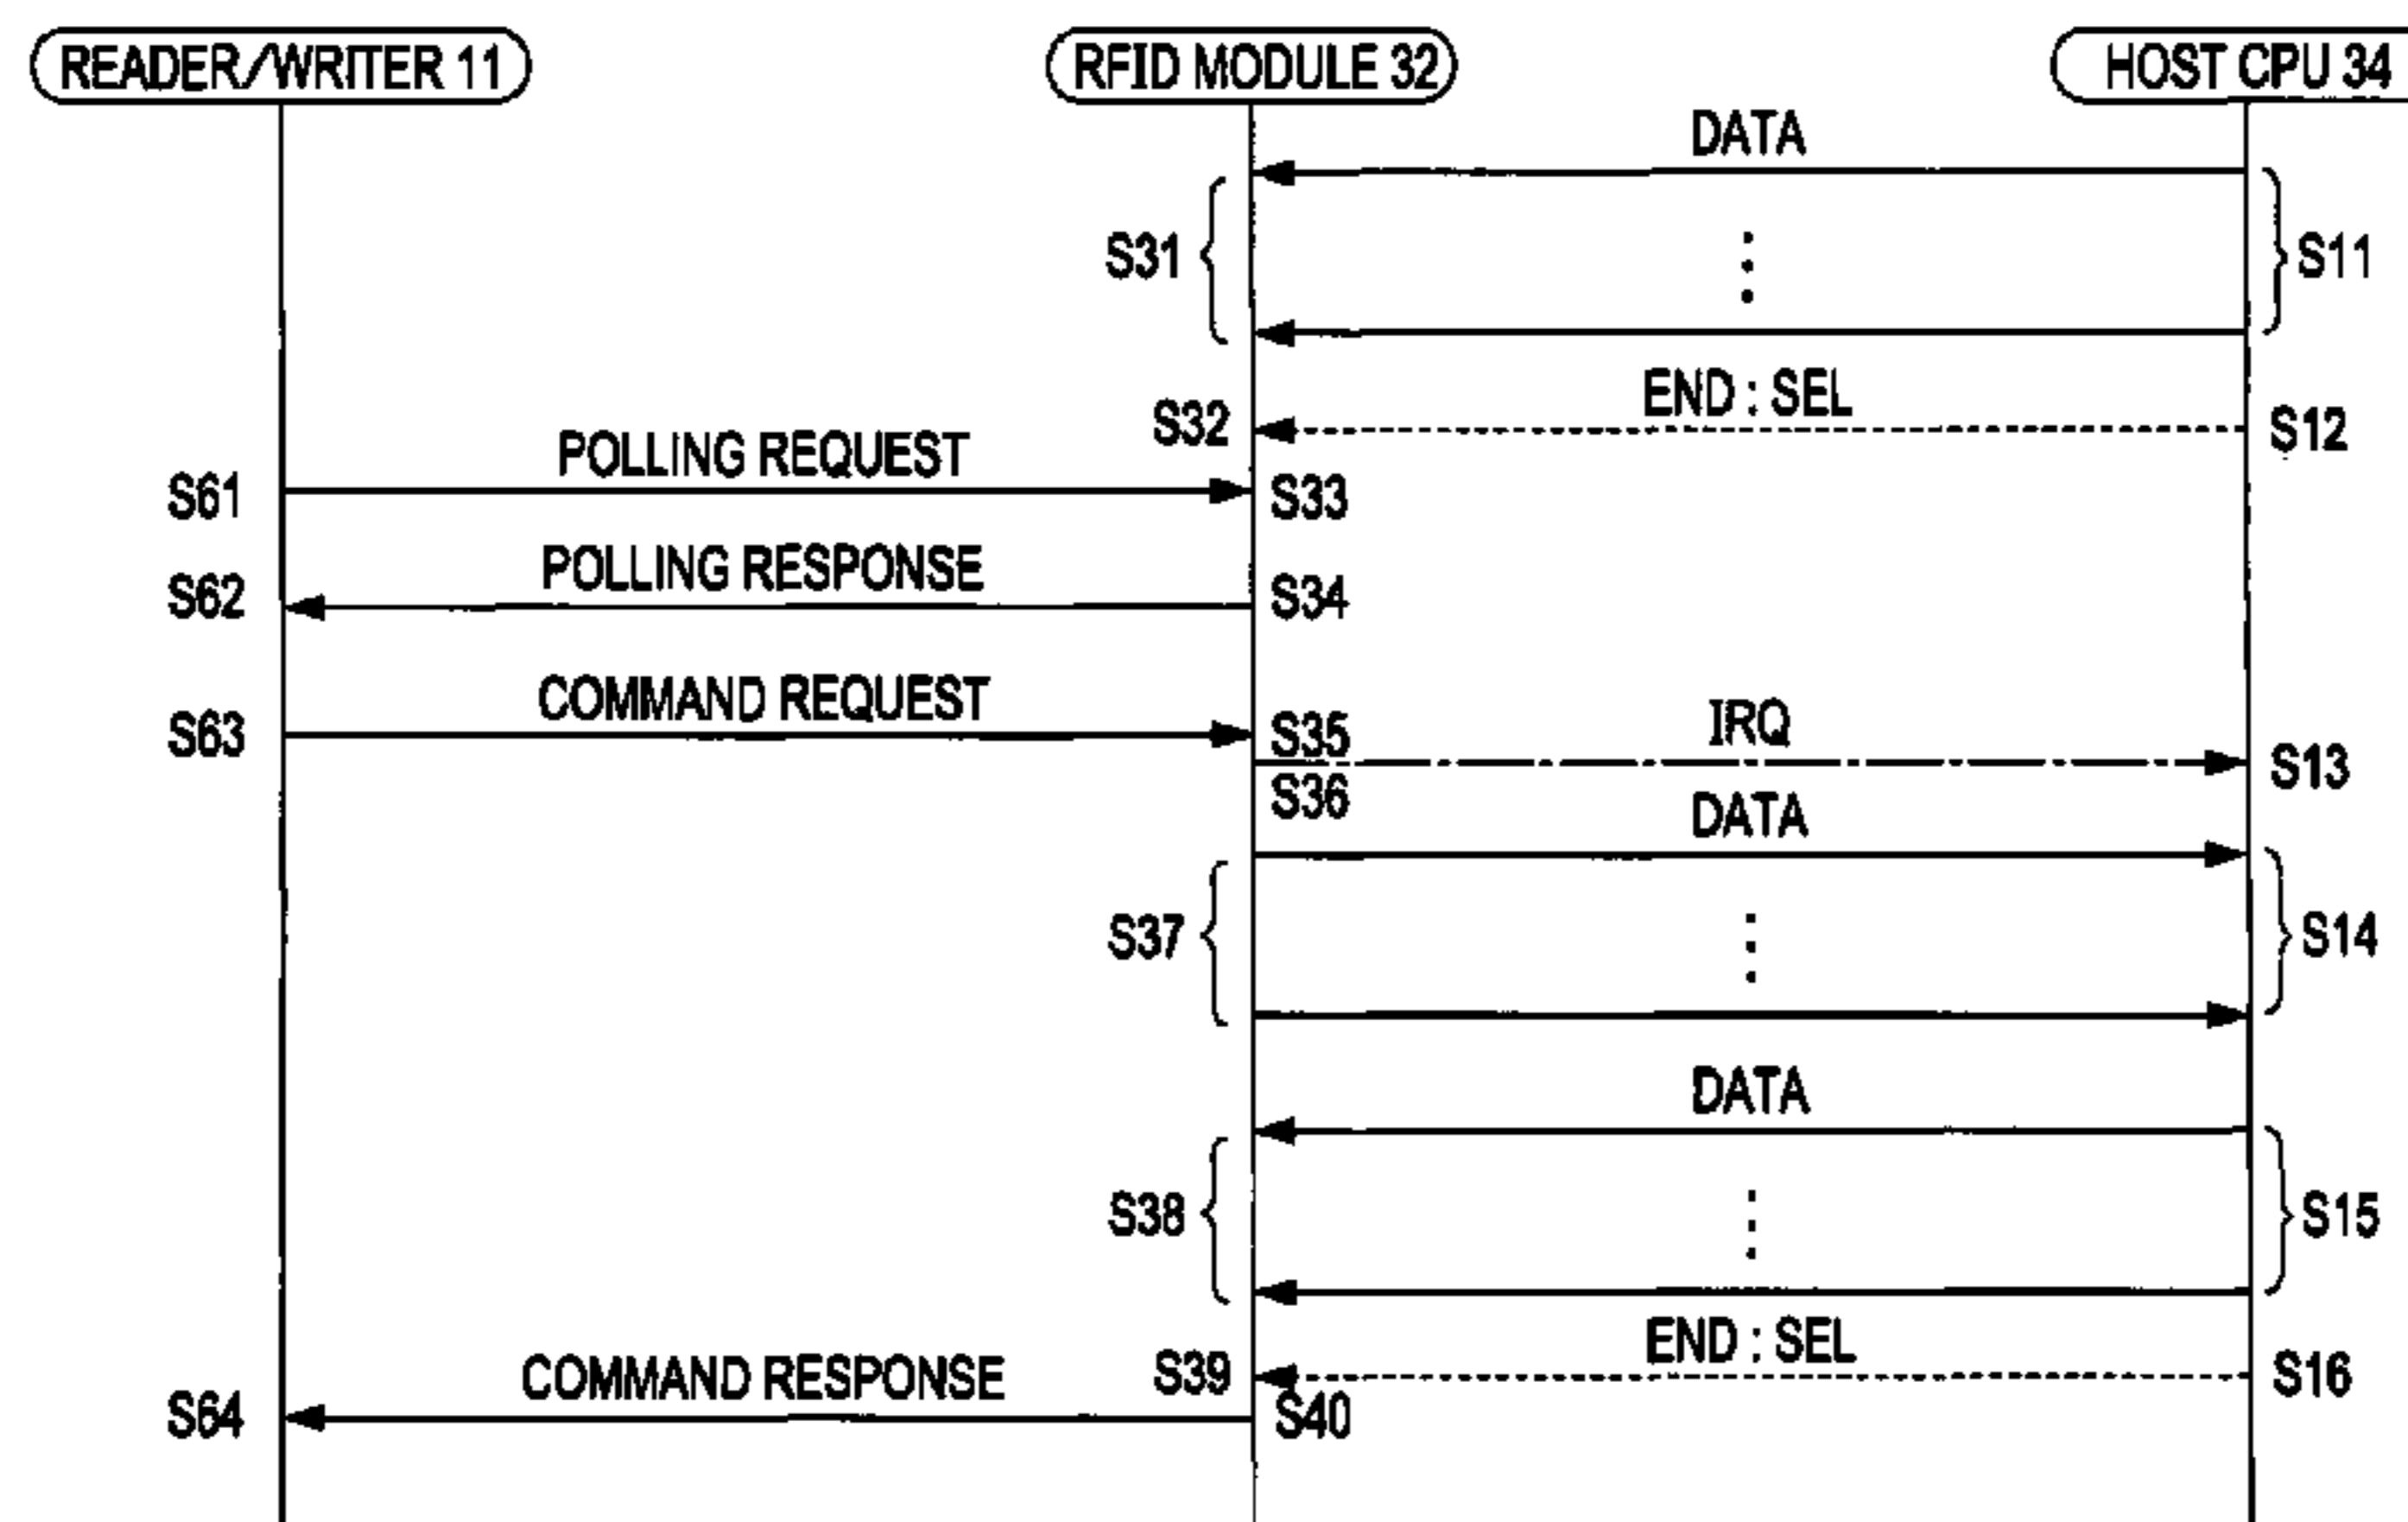 READER/WRITER 11
RFID MODULE 32
HOST CPU 34
DATA
S31
S11
END : SEL
S32
S12
POLLING REQUEST
S61
S33
POLLING RESPONSE
S62
S34
COMMAND REQUEST
S63
S35
IRQ
S13
S36
DATA
S37
S14
DATA
S38
S15
END : SEL
S39
S16
COMMAND RESPONSE
S64
S40